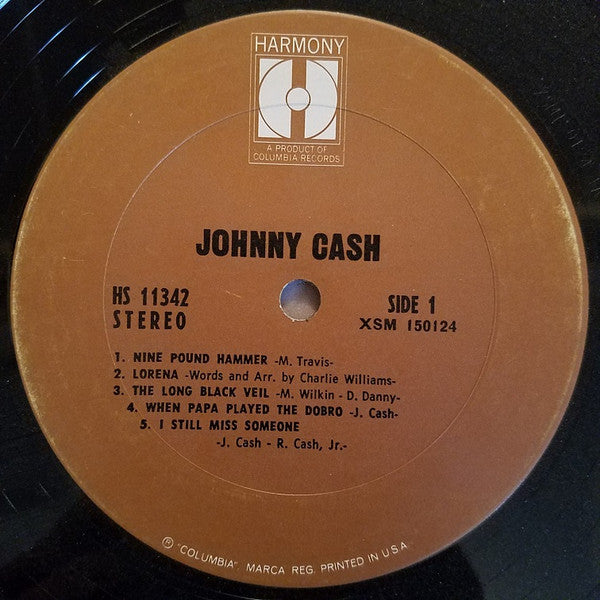 HARMONY
H
A PRODUCT OF
COLUMBIA RECORDS
JOHNNY CASH
HS 11342
STEREO
SIDE 1
XSM 150124
1. NINE POUND HAMMER -M. Travis-
2. LORENA -Words and Arr. by Charlie Williams-
3. THE LONG BLACK VEIL -M. Wilkin - D. Danny-
4. WHEN PAPA PLAYED THE DOBRO -J. Cash-
5. I STILL MISS SOMEONE
-J. Cash - R. Cash, Jr.-
Ⓡ "COLUMBIA" MARCA REG. PRINTED IN U.S.A.